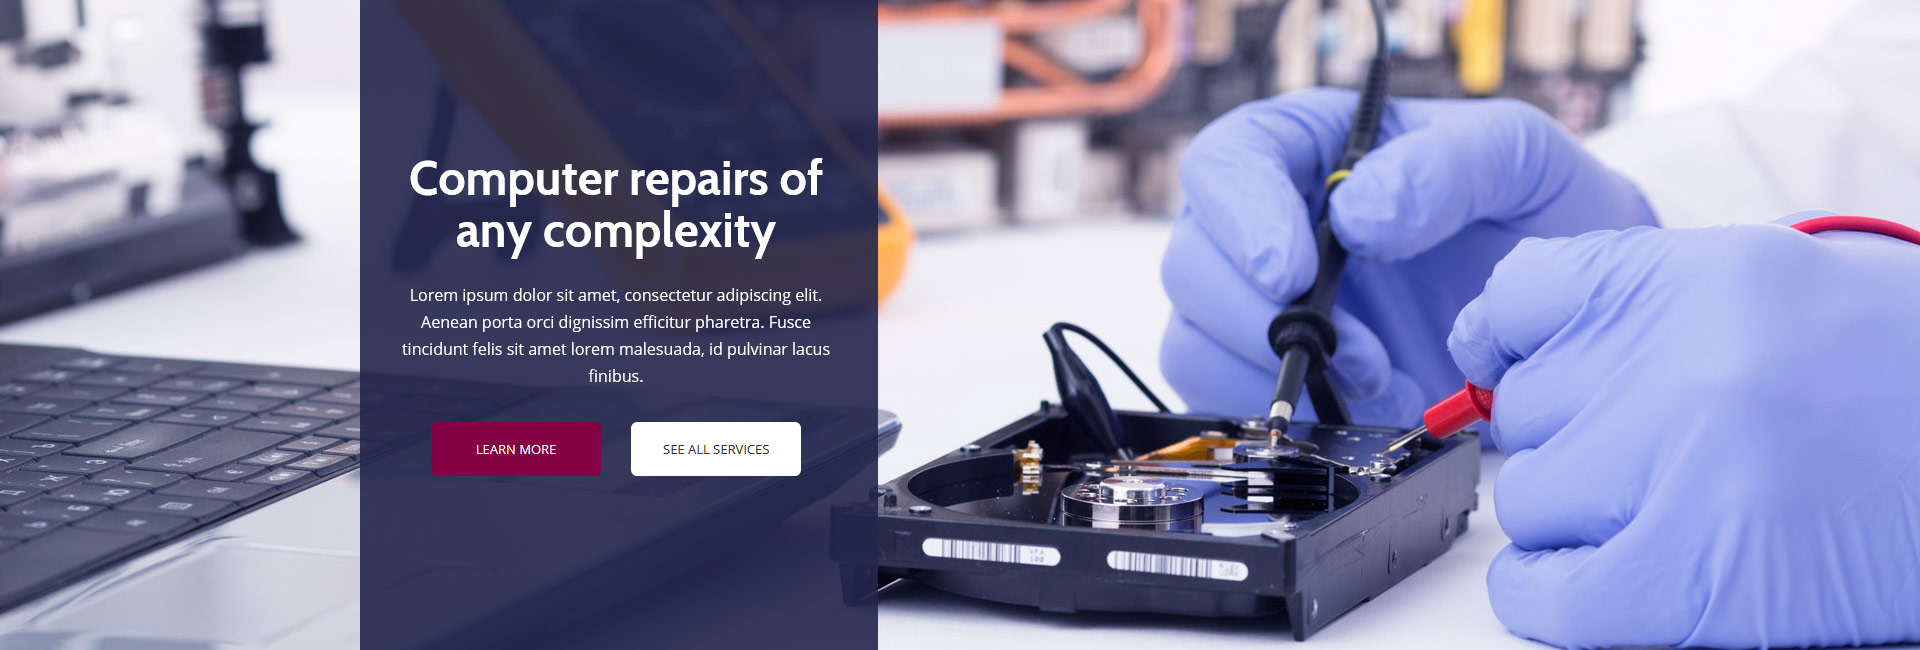 Computer repairs of
any complexity
Lorem ipsum dolor sit amet, consectetur adipiscing elit.
Aenean porta orci dignissim efficitur pharetra. Fusce
tincidunt felis sit amet lorem malesuada, id pulvinar lacus
finibus.
LEARN MORE
SEE ALL SERVICES